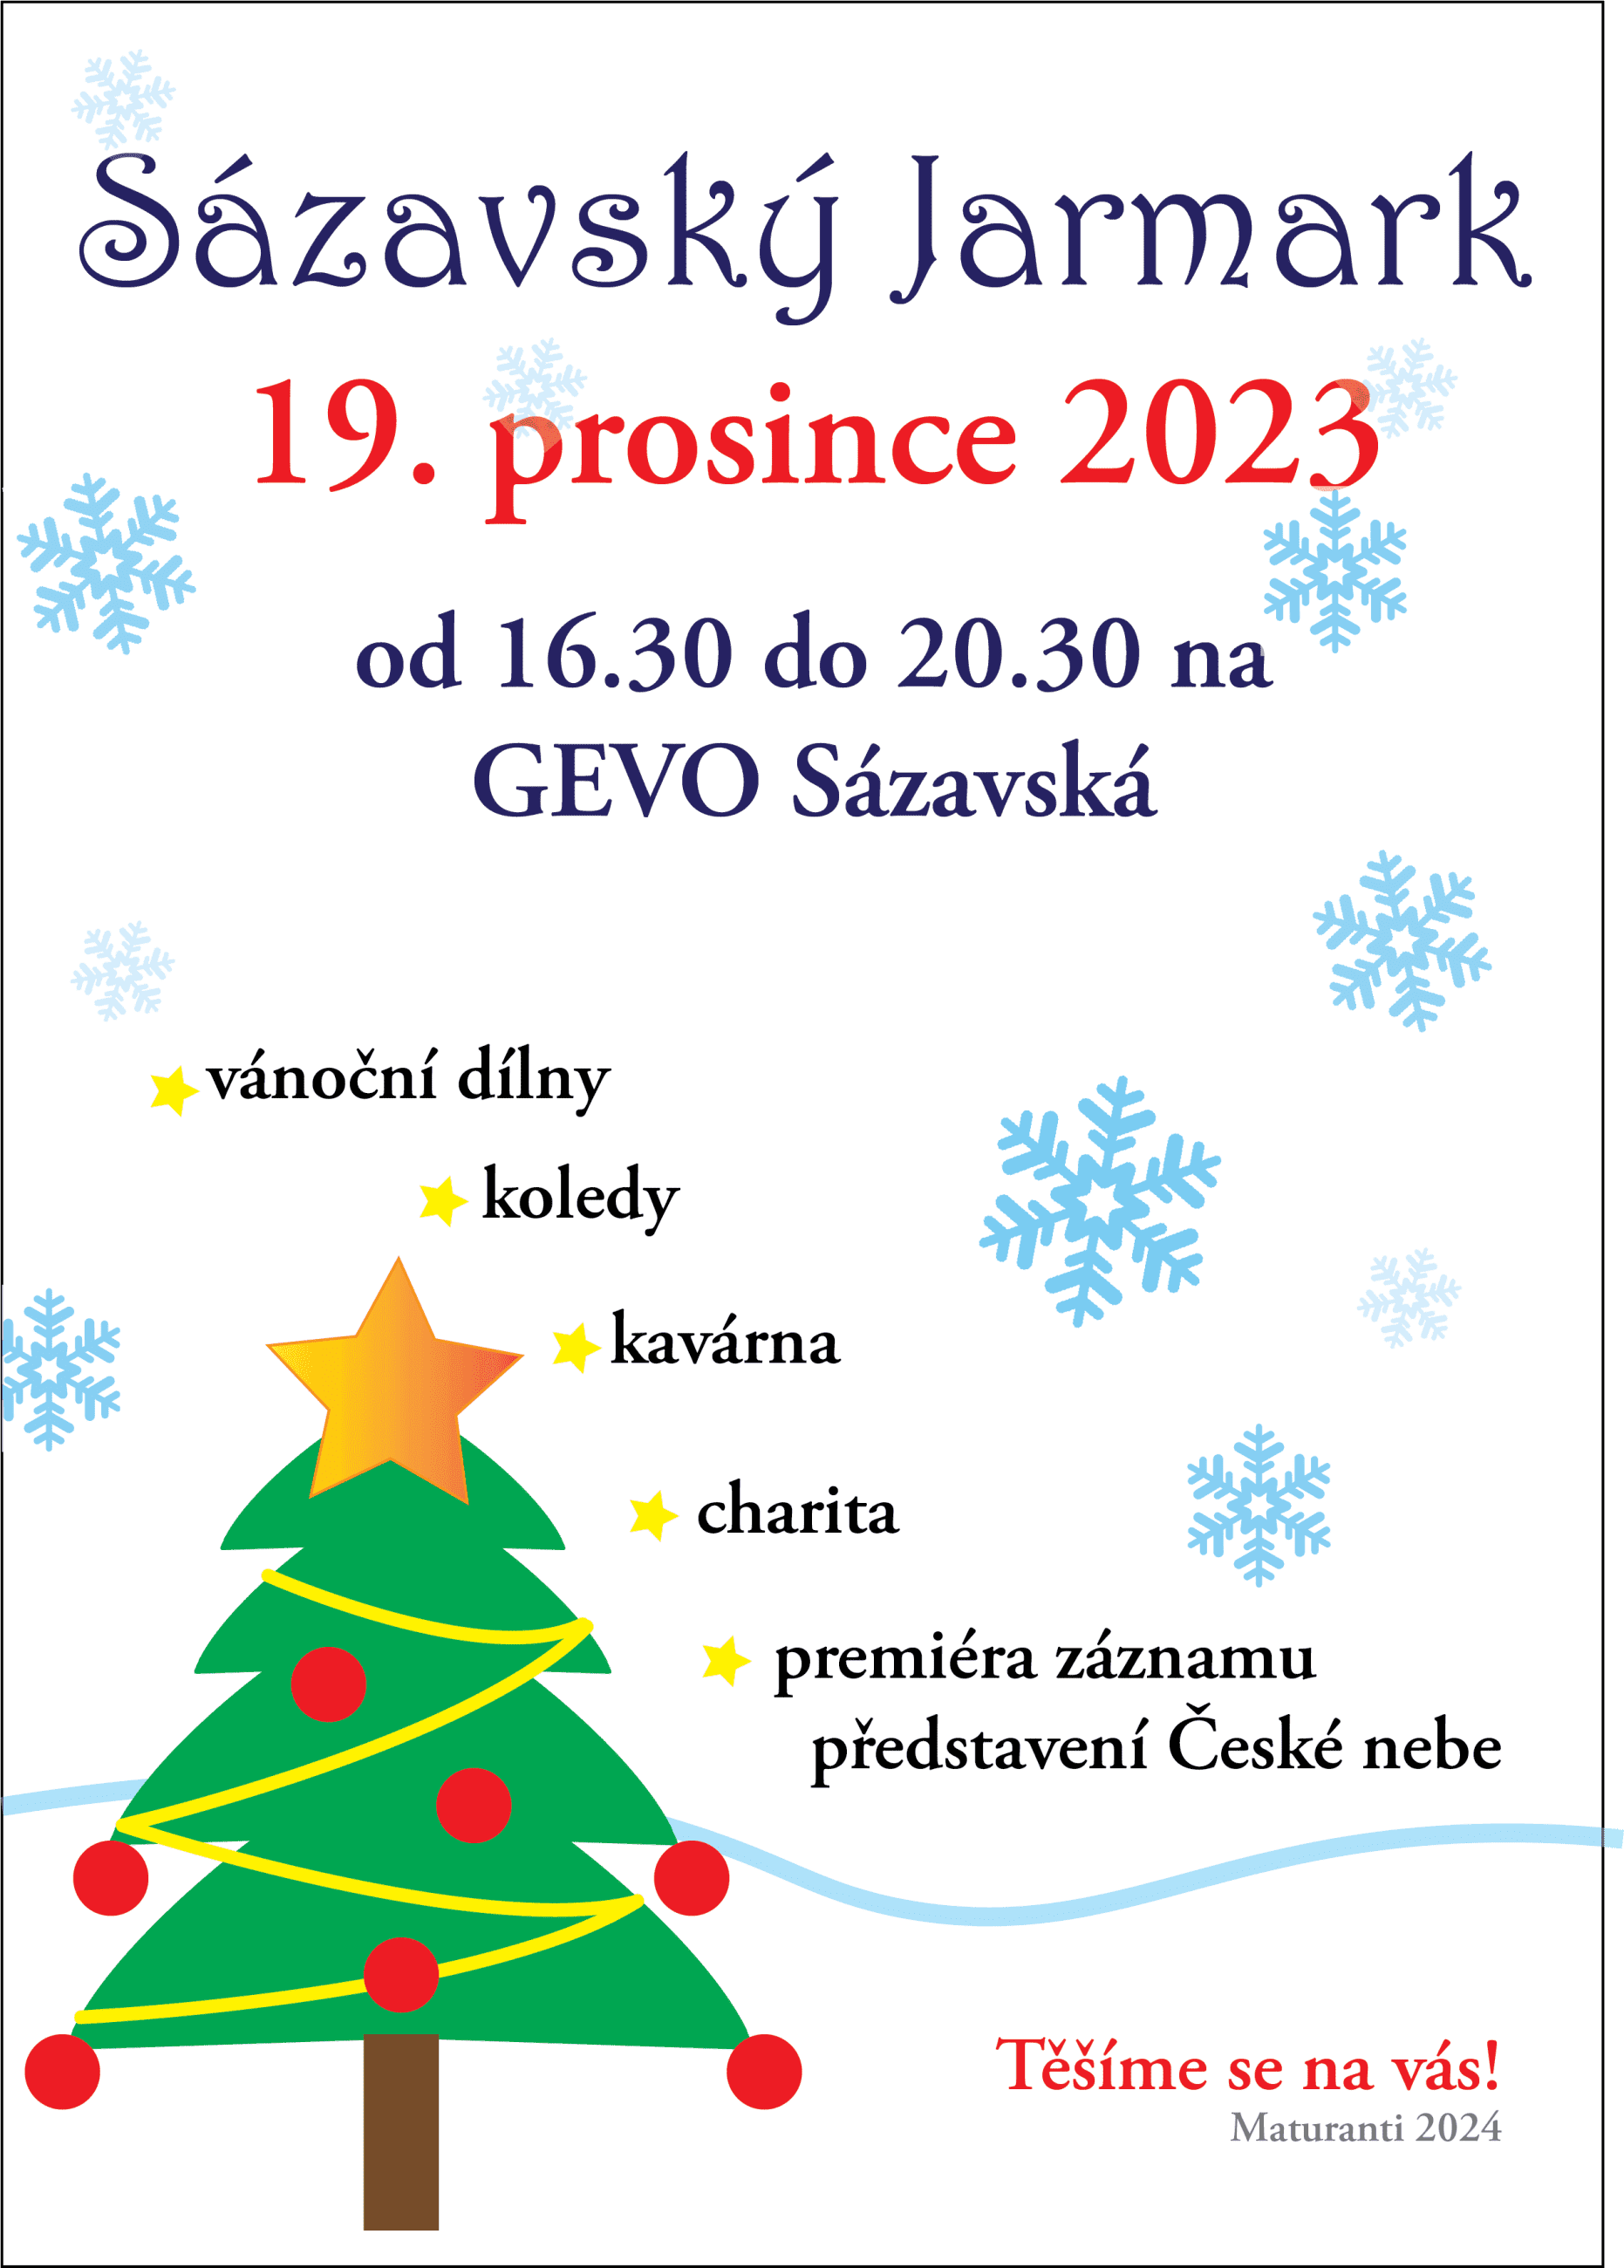 Sázavský Jarmark
19. prosince 2023
od 16.30 do 20.30 na
GEVO Sázavská
vánoční dílny
koledy
kavárna
charita
premiéra záznamu
představení České nebe
Těšíme se na vás!
Maturanti 2024